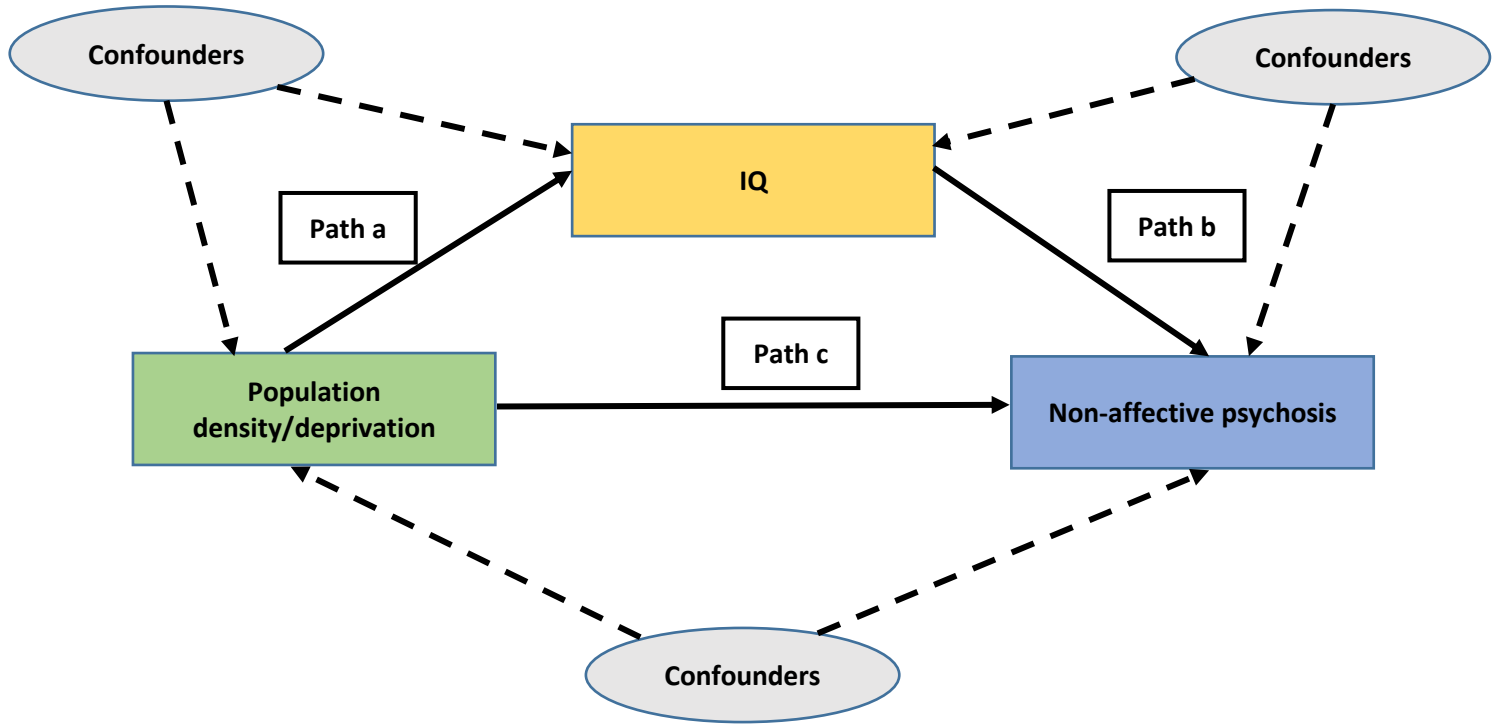 Confounders
Confounders
IQ
Path a
Path b
Path c
Population
density/deprivation
Non-affective psychosis
Confounders